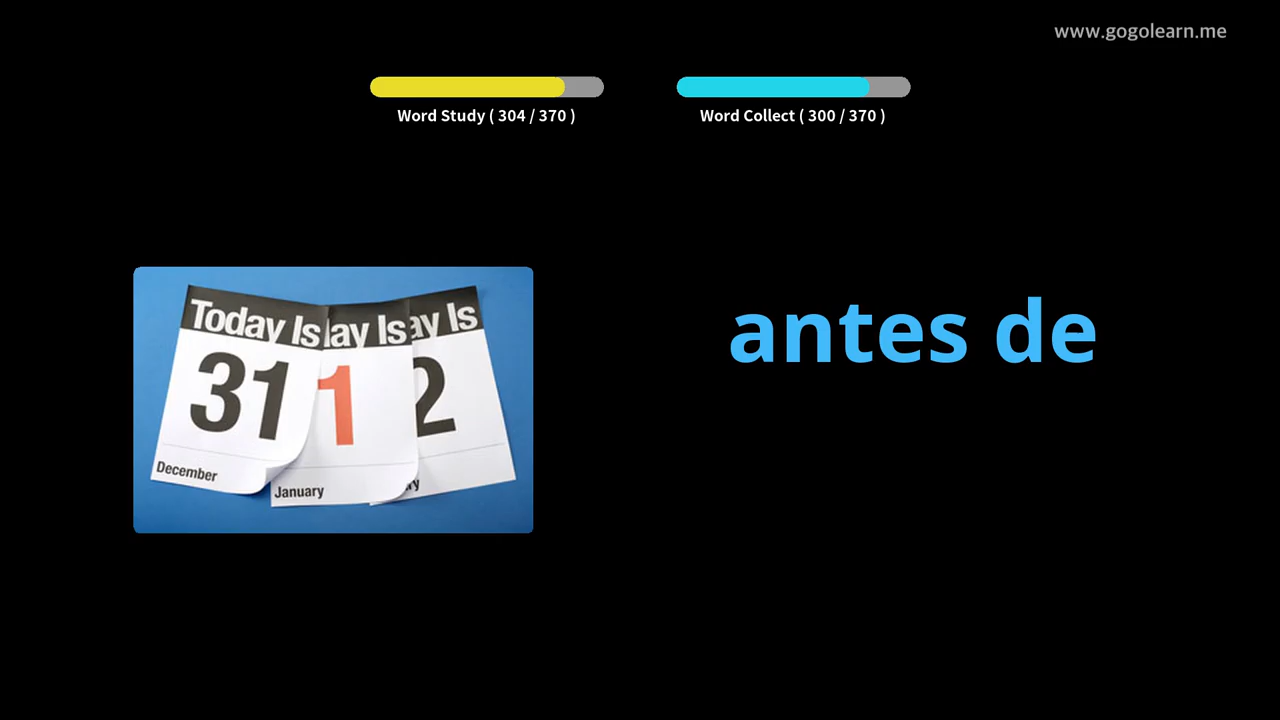 www.gogolearn.me
Word Study ( 304 / 370 )
Word Collect ( 300 / 370 )
antes de
Today Is
ay Is
ay Is
31
1
2
December
January
ry